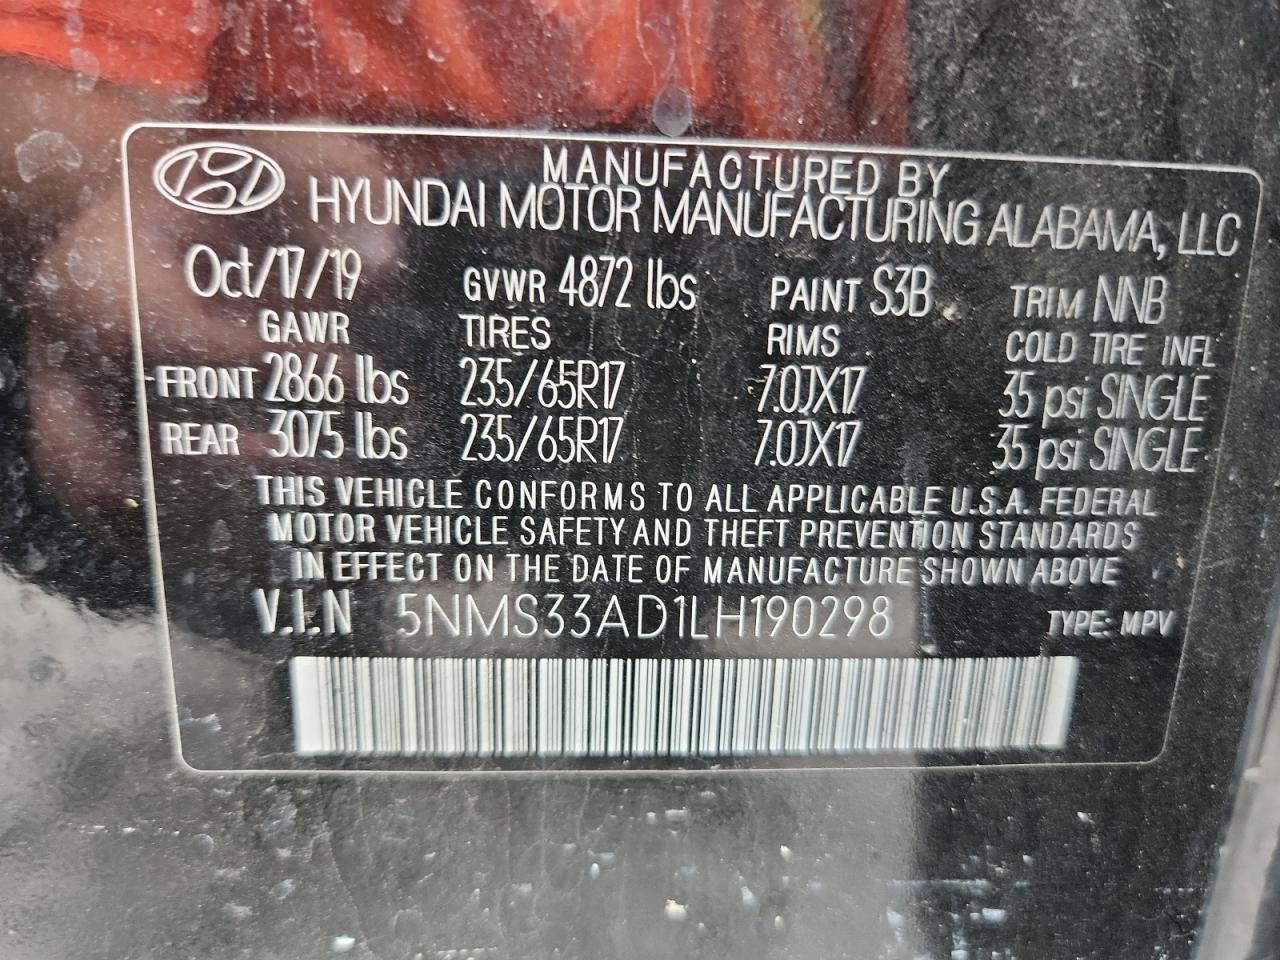 MANUFACTURED BY
HYUNDAI MOTOR MANUFACTURING ALABAMA, LLC
Oct/17/19 GVWR 4872 lbs PAINT S3B TRIM NNB
GAWR TIRES RIMS COLD TIRE INFL
FRONT 2866 lbs 235/65R17 7.0JX17 35 psi SINGLE
REAR 3075 lbs 235/65R17 7.0JX17 35 psi SINGLE
THIS VEHICLE CONFORMS TO ALL APPLICABLE U.S.A. FEDERAL
MOTOR VEHICLE SAFETY AND THEFT PREVENTION STANDARDS
IN EFFECT ON THE DATE OF MANUFACTURE SHOWN ABOVE
V.I.N 5NMS33AD1LH190298 TYPE: MPV